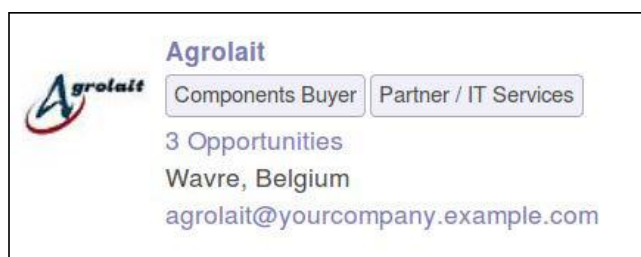 Agrolait
Agrolait
Components Buyer Partner / IT Services
3 Opportunities
Wavre, Belgium
agrolait@yourcompany.example.com